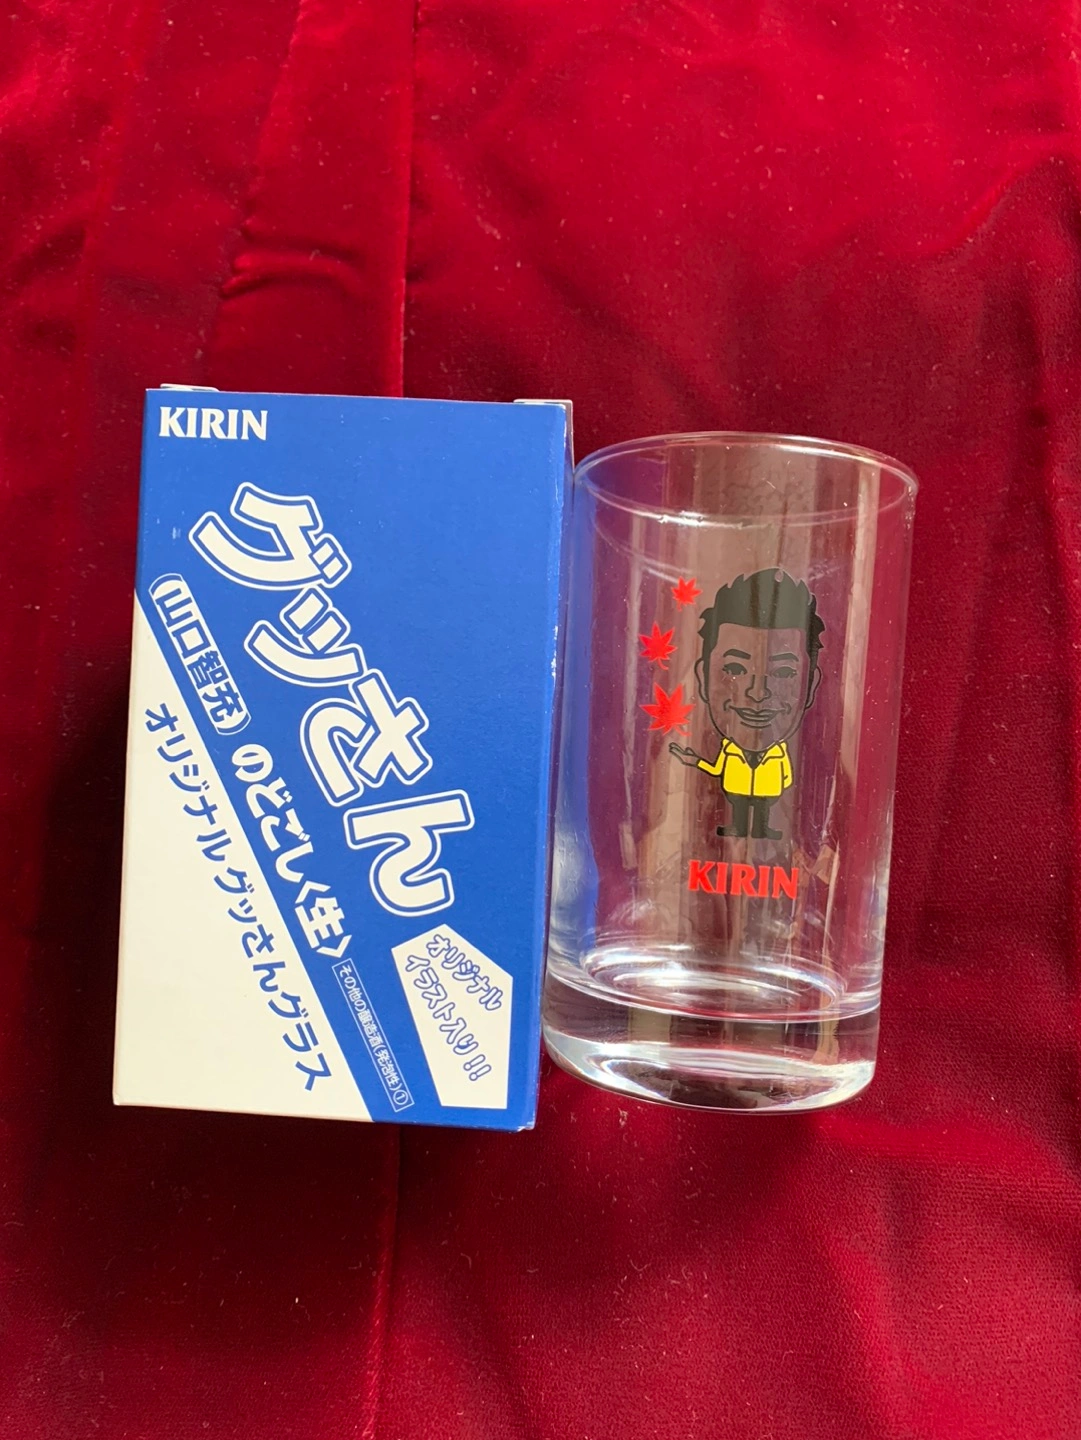 KIRIN
グッさん
(山口智充)のどごし〈生〉
その他の醸造酒(発泡性)①
オリジナルグッさんグラス
オリジナル
イラスト入り!!
KIRIN